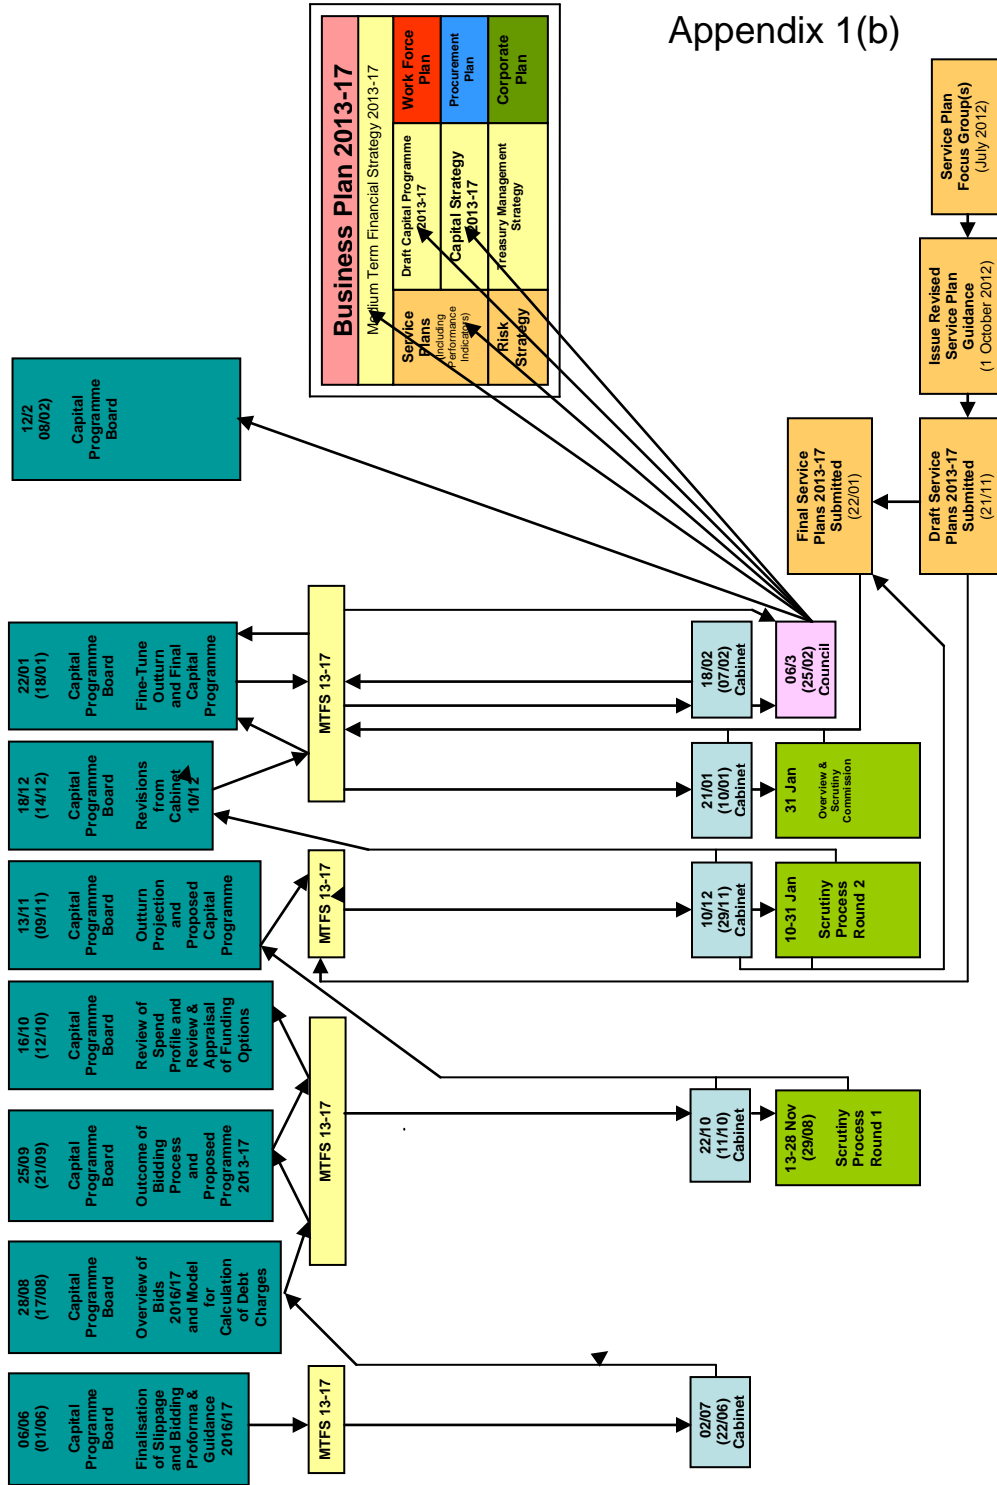 Appendix 1(b)
06/06
(01/06)
Capital
Programme
Board
Finalisation
of Slippage
and Bidding
Proforma &
Guidance
2016/17
28/08
(17/08)
Capital
Programme
Board
Overview of
Bids
2016/17
and Model
for
Calculation
of Debt
Charges
25/09
(21/09)
Capital
Programme
Board
Outcome of
Bidding
Process
and
Proposed
Programme
2013-17
16/10
(12/10)
Capital
Programme
Board
Review of
Spend
Profile and
Review &
Appraisal
of Funding
Options
13/11
(09/11)
Capital
Programme
Board
Outturn
Projection
and
Proposed
Capital
Programme
18/12
(14/12)
Capital
Programme
Board
Revisions
from
Cabinet
10/12
22/01
(18/01)
Capital
Programme
Board
Fine-Tune
Outturn
and Final
Capital
Programme
12/2
08/02)
Capital
Programme
Board
MTFS 13-17
MTFS 13-17
MTFS 13-17
MTFS 13-17
Business Plan 2013-17
Medium Term Financial Strategy 2013-17
Service
Plans
(Including
Performance
Indicators)
Draft Capital Programme
2013-17
Work Force
Plan
Capital Strategy
2013-17
Procurement
Plan
Risk
Strategy
Treasury Management
Strategy
Corporate
Plan
02/07
(22/06)
Cabinet
22/10
(11/10)
Cabinet
10/12
(29/11)
Cabinet
21/01
(10/01)
Cabinet
18/02
(07/02)
Cabinet
13-28 Nov
(29/08)
Scrutiny
Process
Round 1
10-31 Jan
Scrutiny
Process
Round 2
31 Jan
Overview &
Scrutiny
Commission
06/3
(25/02)
Council
Final Service
Plans 2013-17
Submitted
(22/01)
Draft Service
Plans 2013-17
Submitted
(21/11)
Issue Revised
Service Plan
Guidance
(1 October 2012)
Service Plan
Focus Group(s)
(July 2012)